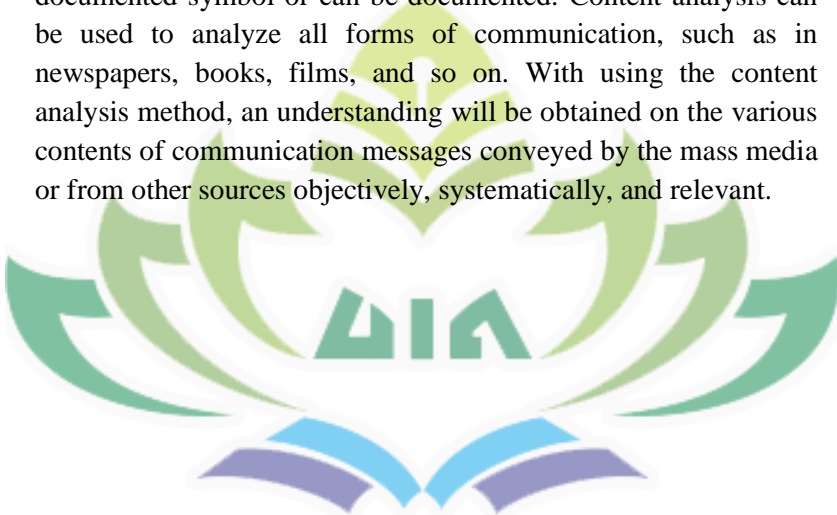 documented symbol or can be documented. Content analysis can
be used to analyze all forms of communication, such as in
newspapers, books, films, and so on. With using the content
analysis method, an understanding will be obtained on the various
contents of communication messages conveyed by the mass media
or from other sources objectively, systematically, and relevant.
UIN